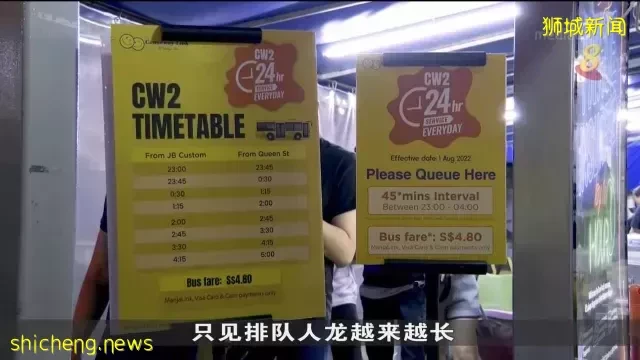 狮城新闻
CW2
24hr
SERVICE
EVERYDAY
CW2
TIMETABLE
From JB Custom From Queen St
23:00 23:45
23:45 0:30
0:30 1:15
1:15 2:00
2:00 2:45
2:45 3:30
3:30 4:15
4:15 5:00
Bus fare: S$4.80
CW2
24hr
SERVICE
EVERYDAY
Effective date 1 Aug 2022
Please Queue Here
45*mins Interval
Between 23:00 - 04:00
Bus fare*: S$4.80
只见排队人龙越来越长
shicheng.news